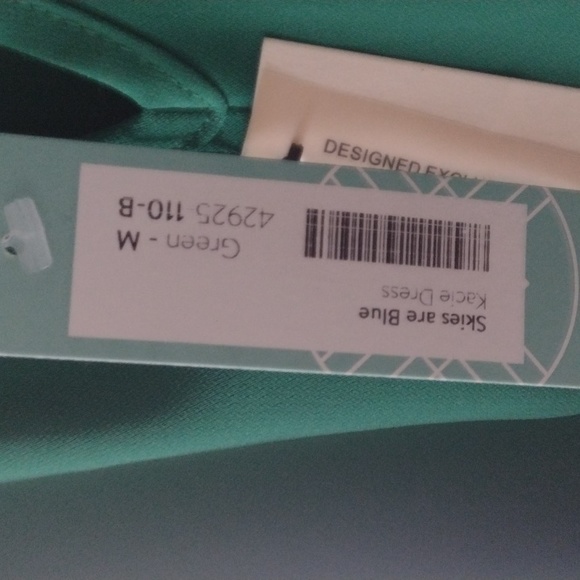 Skies are Blue
Kacie Dress
Green - M
42925 110-B
DESIGNED